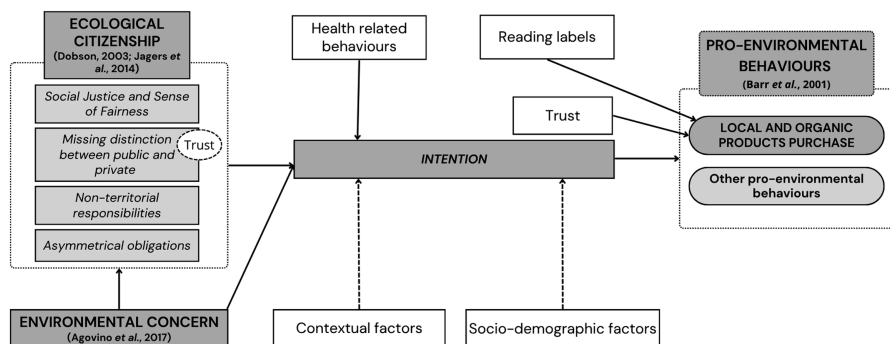 ECOLOGICAL
CITIZENSHIP
(Dobson, 2003; Jagers et
al., 2014)
Social Justice and Sense
of Fairness
Missing distinction
between public and
private
Trust
Non-territorial
responsibilities
Asymmetrical obligations
ENVIRONMENTAL CONCERN
(Agovino et al., 2017)
Health related
behaviours
Reading labels
Trust
INTENTION
Contextual factors
Socio-demographic factors
PRO-ENVIRONMENTAL
BEHAVIOURS
(Barr et al., 2001)
LOCAL AND ORGANIC
PRODUCTS PURCHASE
Other pro-environmental
behaviours